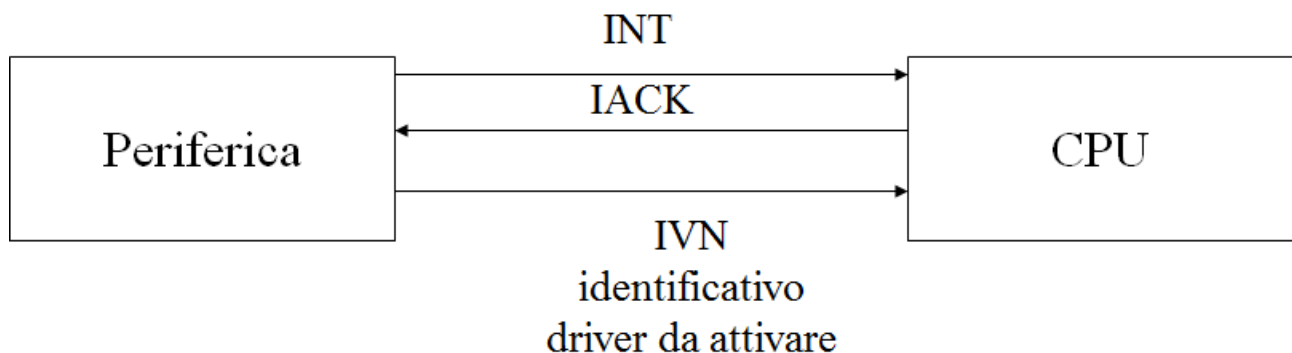 INT
IACK
Periferica
CPU
IVN
identificativo
driver da attivare